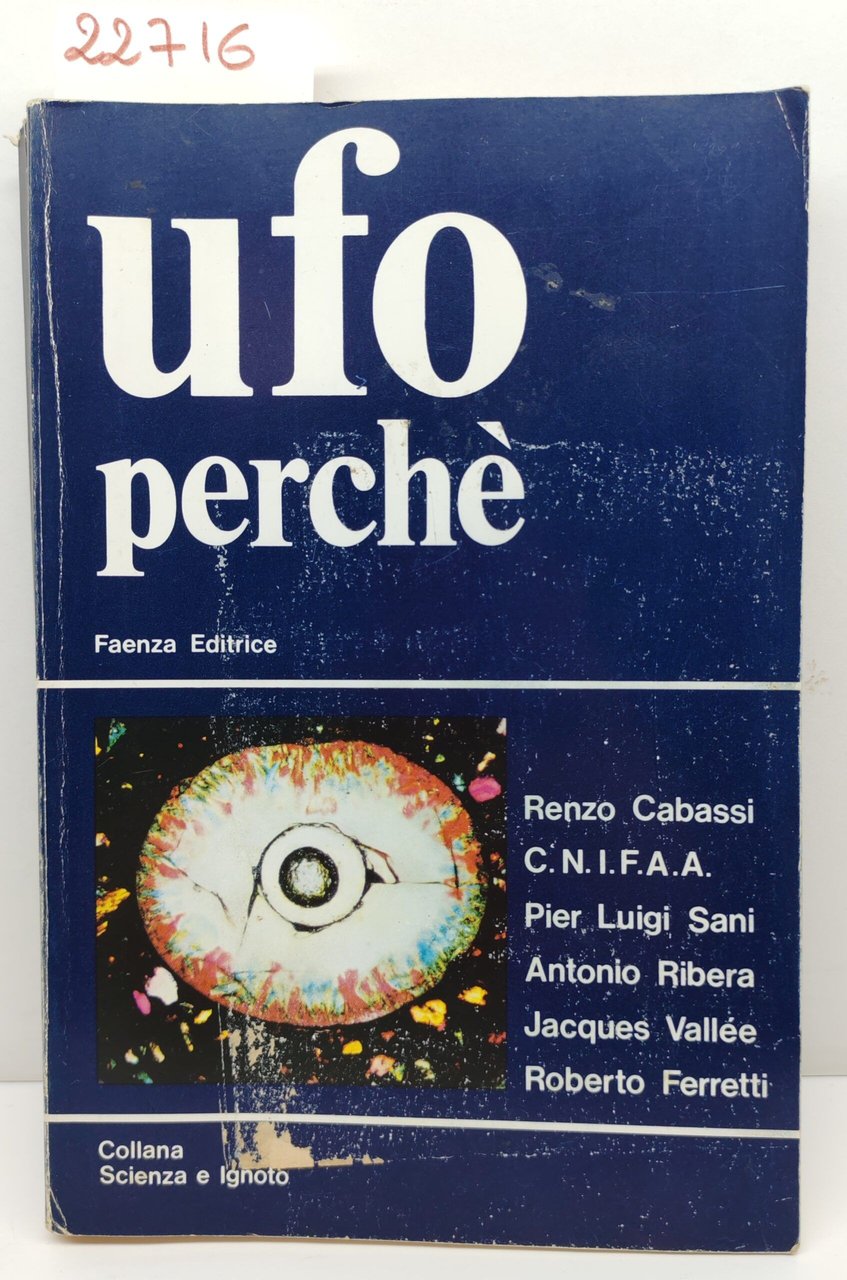 22716
ufo
perchè
Faenza Editrice
Renzo Cabassi
C.N.I.F.A.A.
Pier Luigi Sani
Antonio Ribera
Jacques Vallée
Roberto Ferretti
Collana
Scienza e Ignoto